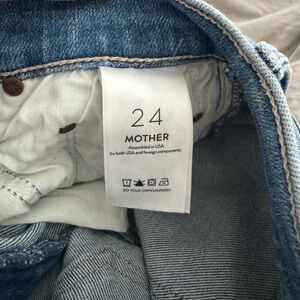 24
MOTHER
Assembled in USA
by both USA and foreign components
DO YOUR OWN LAUNDRY